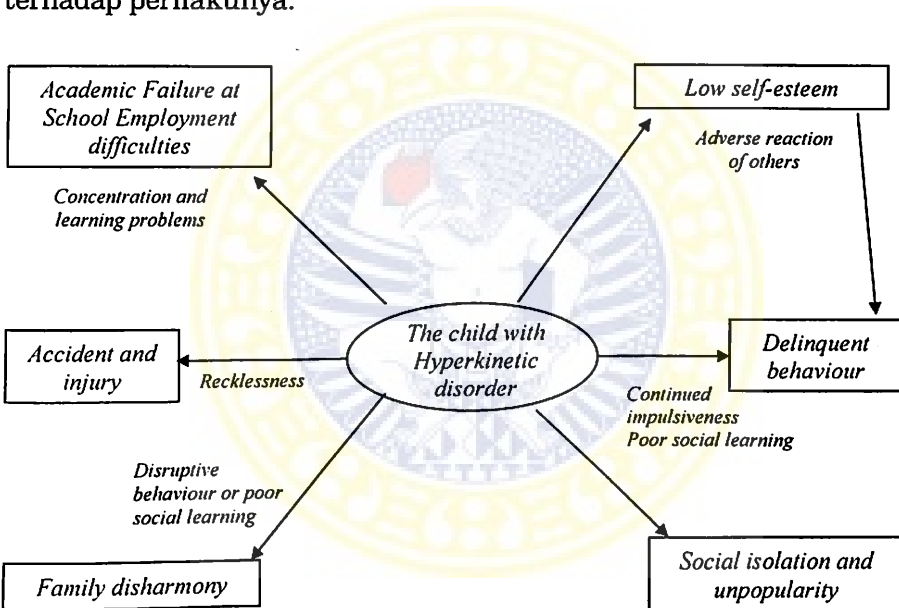 terhadap perilakunya.
Academic Failure at
School Employment
difficulties
Low self-esteem
Adverse reaction
of others
Concentration and
learning problems
The child with
Hyperkinetic
disorder
Accident and
injury
Recklessness
Delinquent
behaviour
Continued
impulsiveness
Poor social learning
Disruptive
behaviour or poor
social learning
Family disharmony
Social isolation and
unpopularity